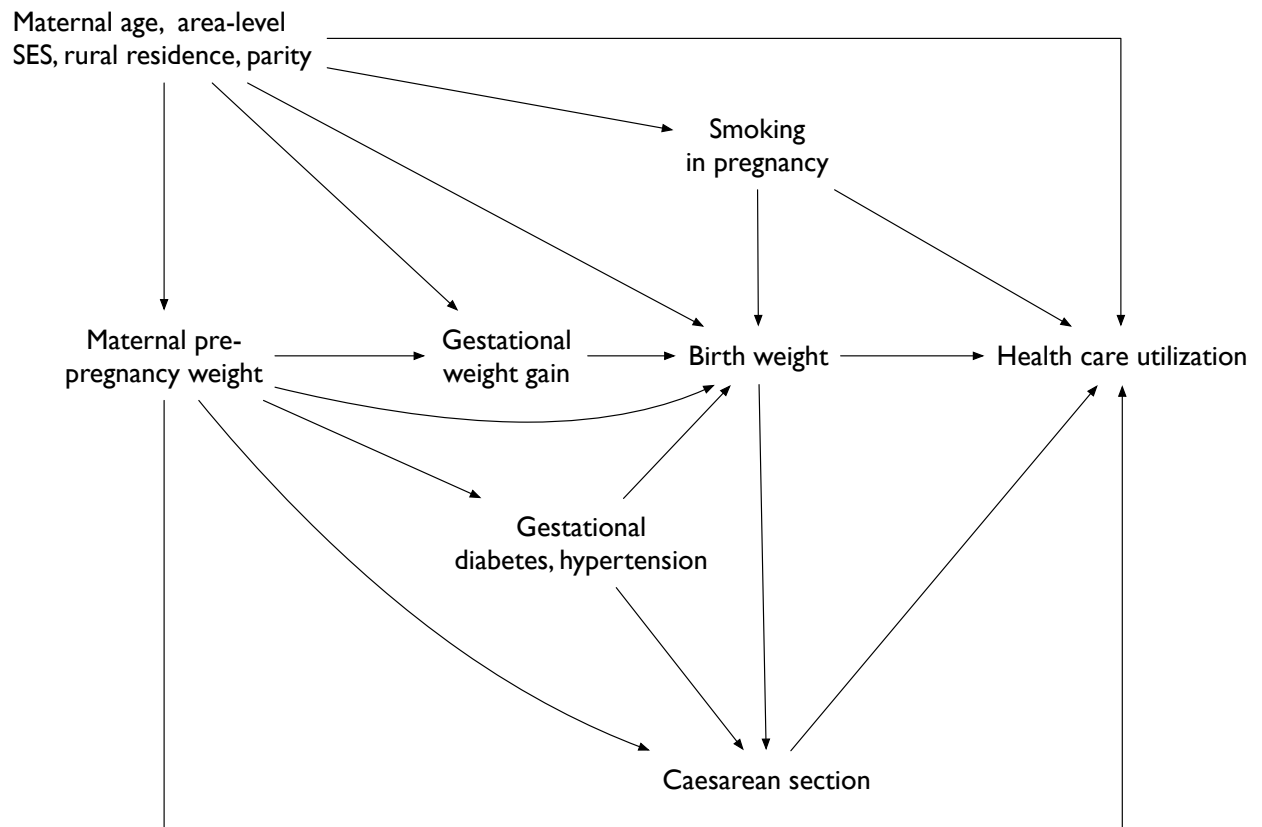 Maternal age, area-level
SES, rural residence, parity
Smoking
in pregnancy
Maternal pre-
pregnancy weight
Gestational
weight gain
Birth weight
Health care utilization
Gestational
diabetes, hypertension
Caesarean section